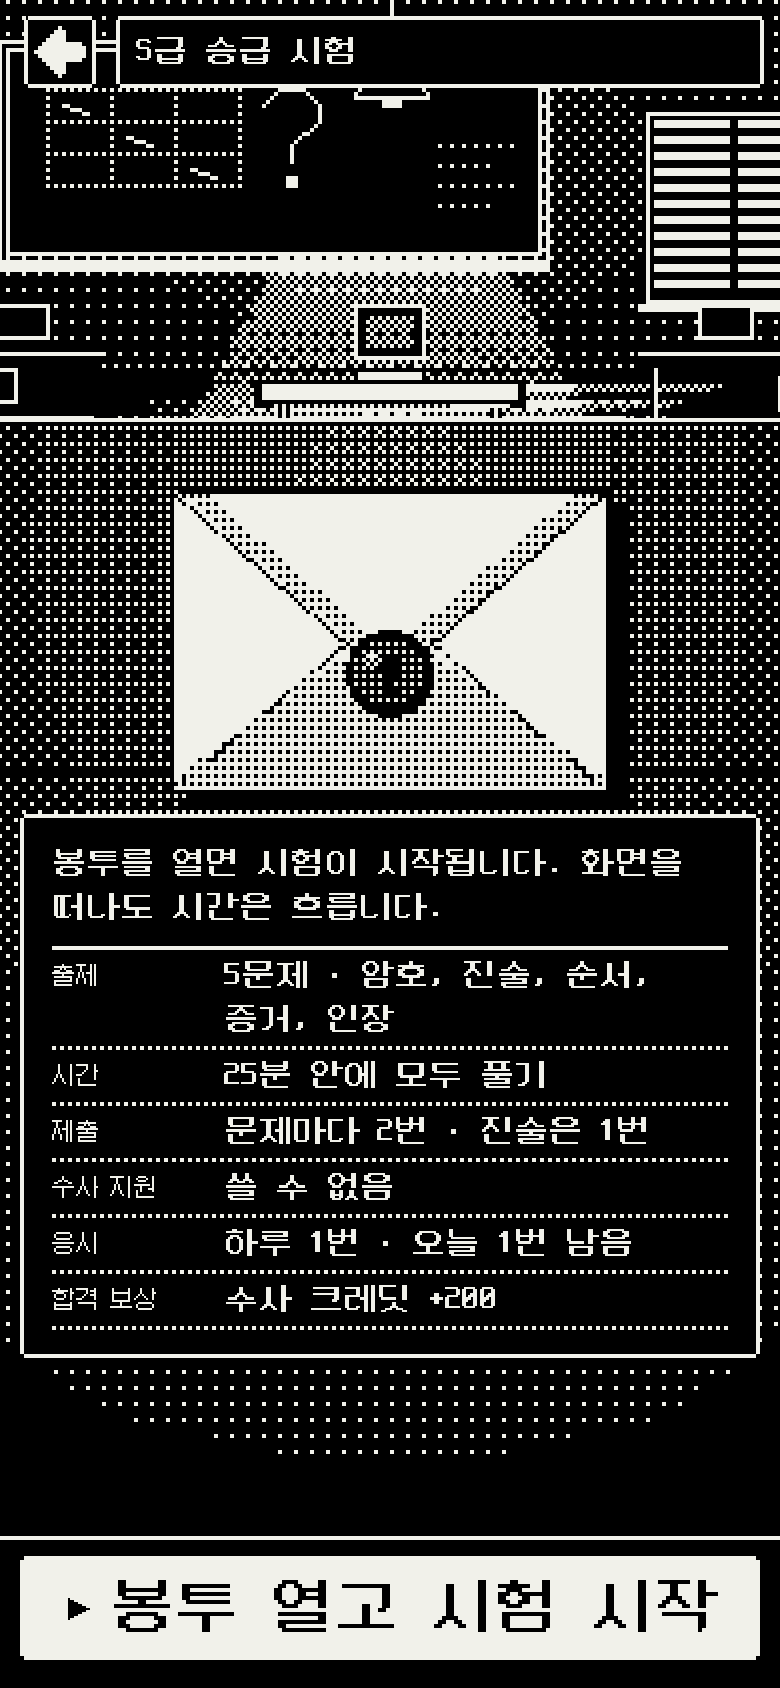 S급 승급 시험
?
봉투를 열면 시험이 시작됩니다. 화면을
떠나도 시간은 흐릅니다.
출제 5문제 · 암호, 진술, 순서,
증거, 인장
시간 25분 안에 모두 풀기
제출 문제마다 2번 · 진술은 1번
수사 지원 쓸 수 없음
응시 하루 1번 · 오늘 1번 남음
합격 보상 수사 크레딧 +200
▶ 봉투 열고 시험 시작